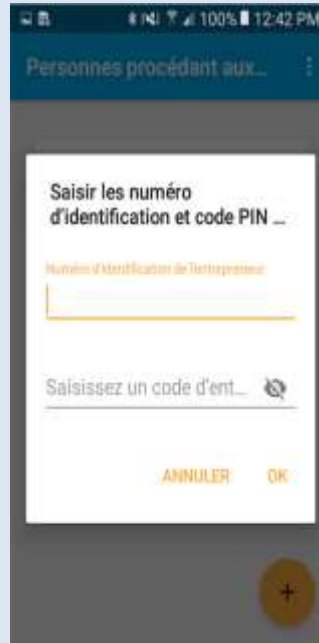 100% 12:42 PM
Personnes procédant aux...
Saisir les numéro
d'identification et code PIN ...
Numéro d'identification de l'entrepreneur
Saisissez un code d'ent...
ANNULER OK
+